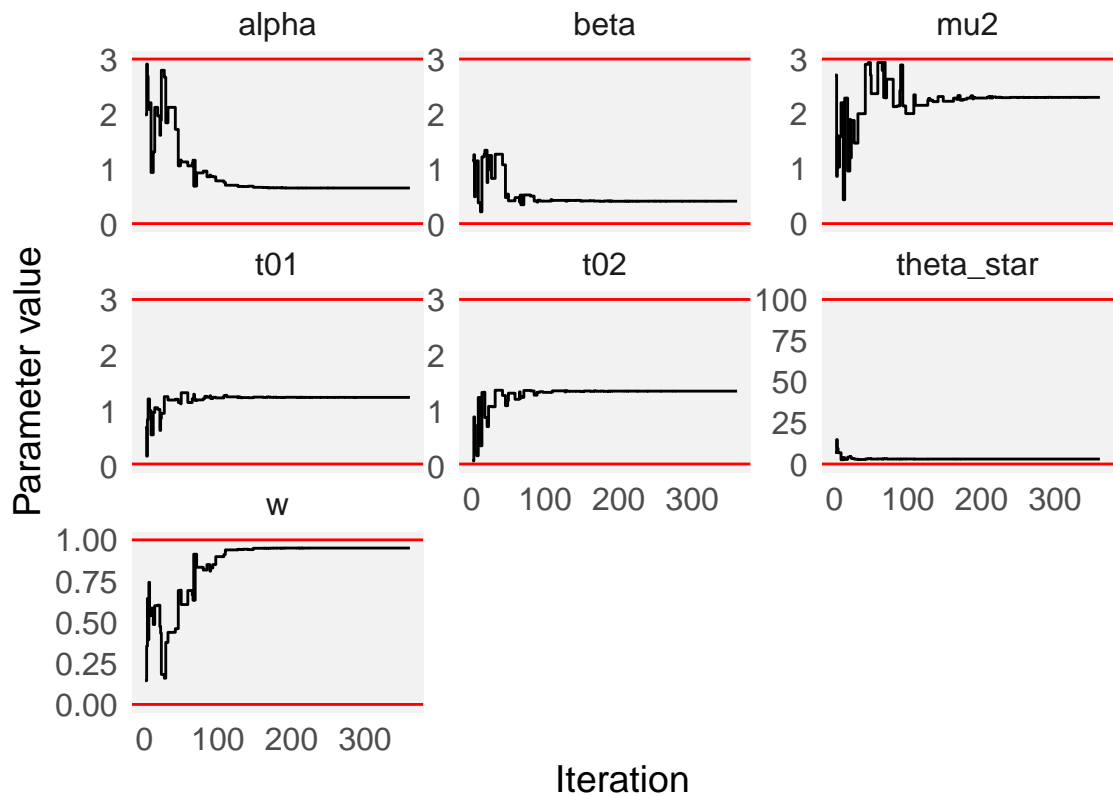 alpha beta mu2
3 3 3
2 2 2
1 1 1
0 0 0
t01 t02 theta_star
3 3 100
2 2 75
50
1 1 25
0 0 0
0 100 200 300 0 100 200 300
w
1.00
0.75
0.50
0.25
0.00
0 100 200 300
Parameter value
Iteration